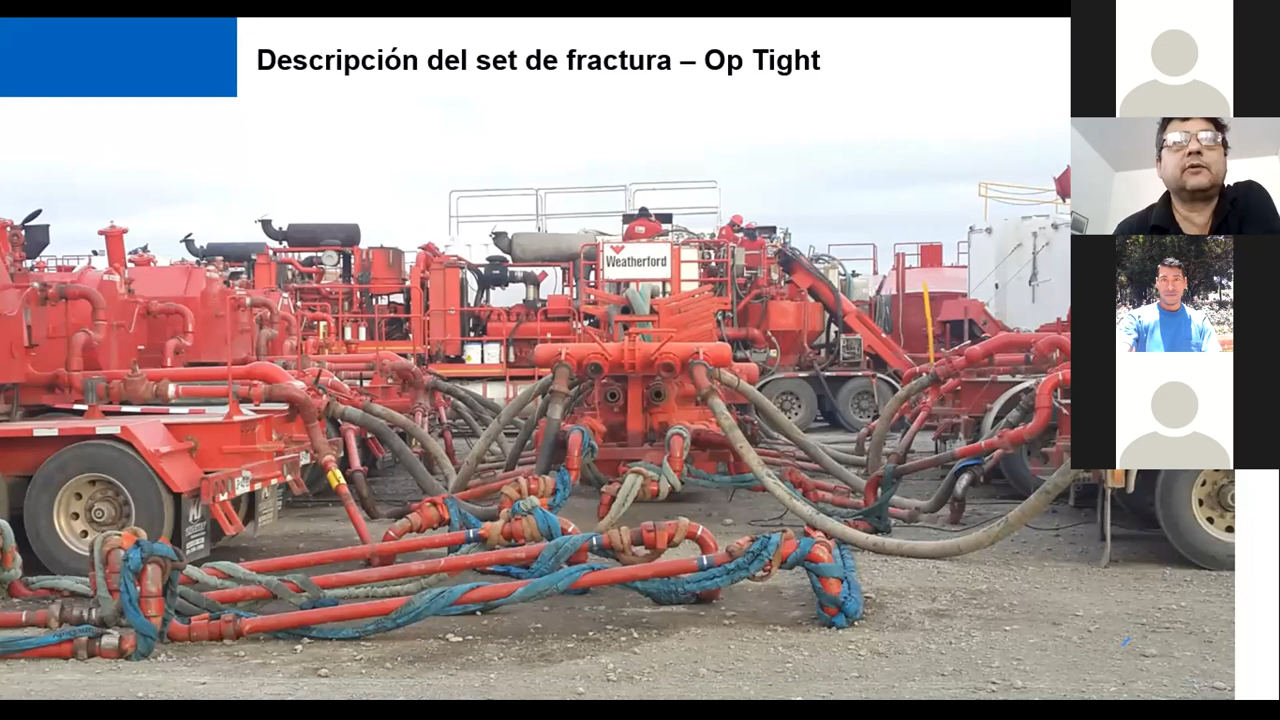 Descripción del set de fractura – Op Tight
Weatherford